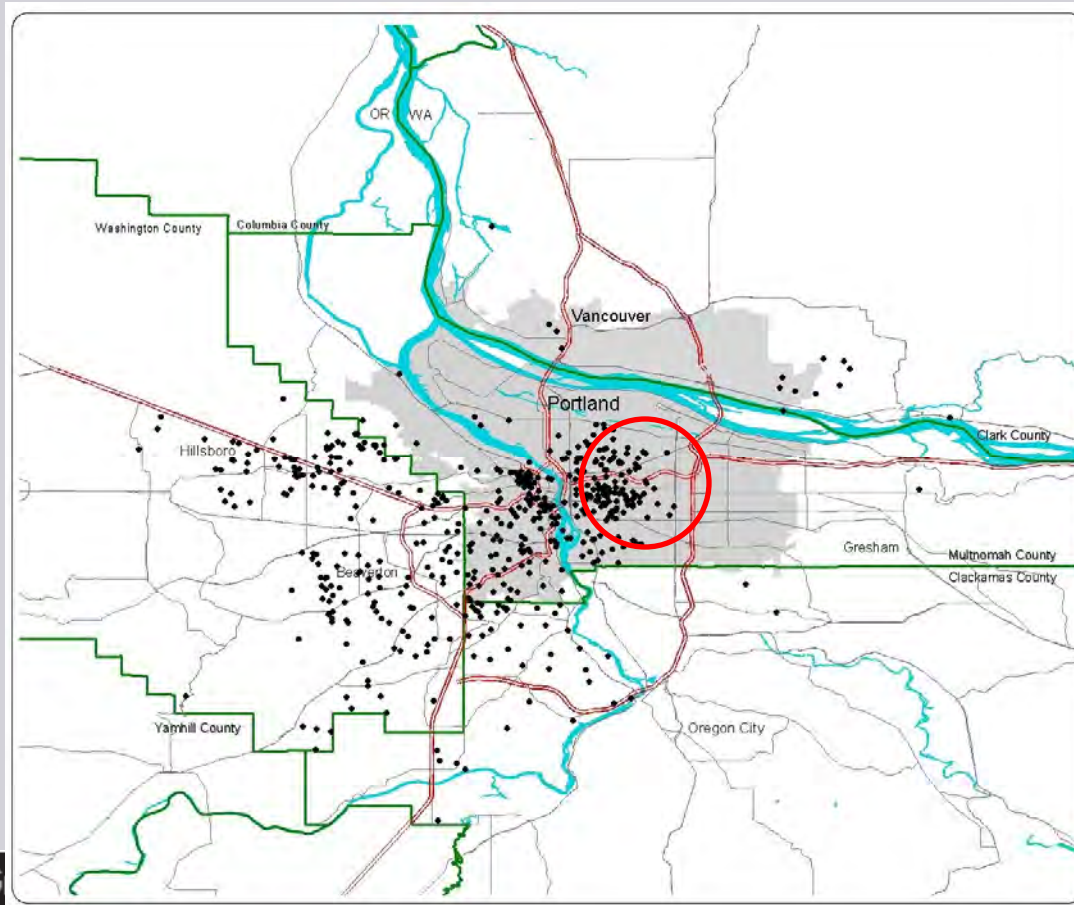 OR WA
Washington County
Columbia County
Vancouver
Portland
Hillsboro
Clark County
Gresham
Multnomah County
Beaverton
Clackamas County
Yamhill County
Oregon City